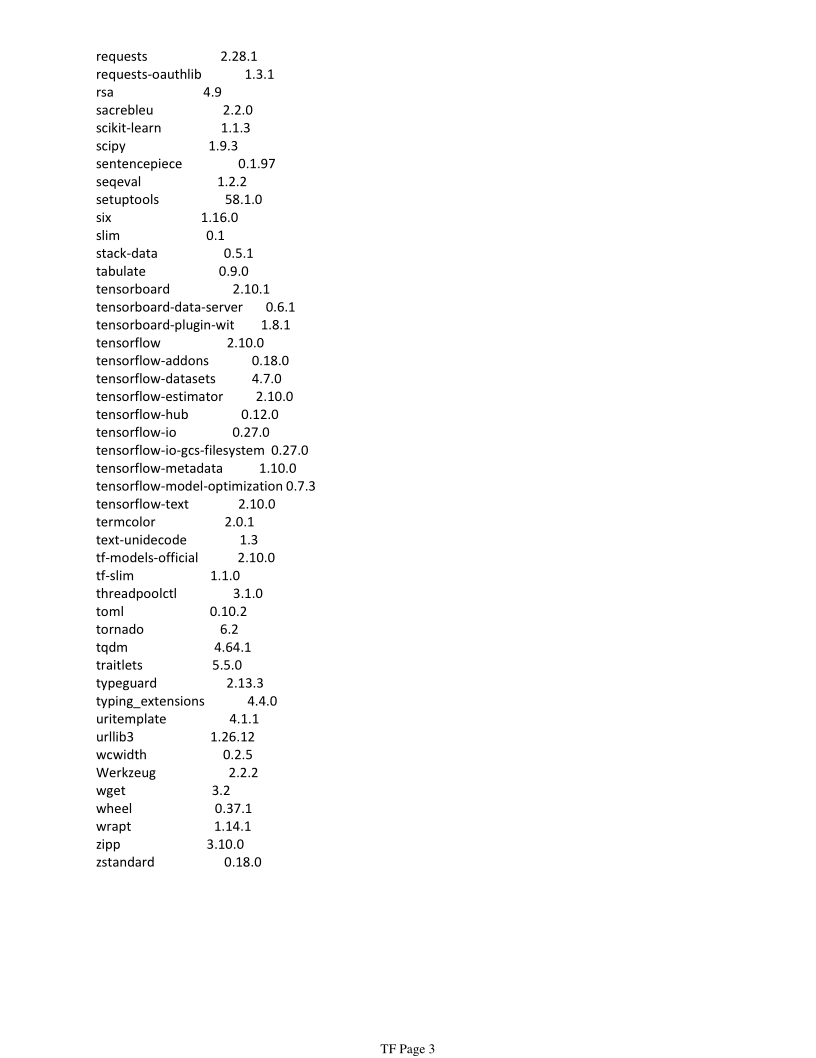 requests 2.28.1
requests-oauthlib 1.3.1
rsa 4.9
sacrebleu 2.2.0
scikit-learn 1.1.3
scipy 1.9.3
sentencepiece 0.1.97
seqeval 1.2.2
setuptools 58.1.0
six 1.16.0
slim 0.1
stack-data 0.5.1
tabulate 0.9.0
tensorboard 2.10.1
tensorboard-data-server 0.6.1
tensorboard-plugin-wit 1.8.1
tensorflow 2.10.0
tensorflow-addons 0.18.0
tensorflow-datasets 4.7.0
tensorflow-estimator 2.10.0
tensorflow-hub 0.12.0
tensorflow-io 0.27.0
tensorflow-io-gcs-filesystem 0.27.0
tensorflow-metadata 1.10.0
tensorflow-model-optimization 0.7.3
tensorflow-text 2.10.0
termcolor 2.0.1
text-unidecode 1.3
tf-models-official 2.10.0
tf-slim 1.1.0
threadpoolctl 3.1.0
toml 0.10.2
tornado 6.2
tqdm 4.64.1
traitlets 5.5.0
typeguard 2.13.3
typing_extensions 4.4.0
uritemplate 4.1.1
urllib3 1.26.12
wcwidth 0.2.5
Werkzeug 2.2.2
wget 3.2
wheel 0.37.1
wrapt 1.14.1
zipp 3.10.0
zstandard 0.18.0
TF Page 3